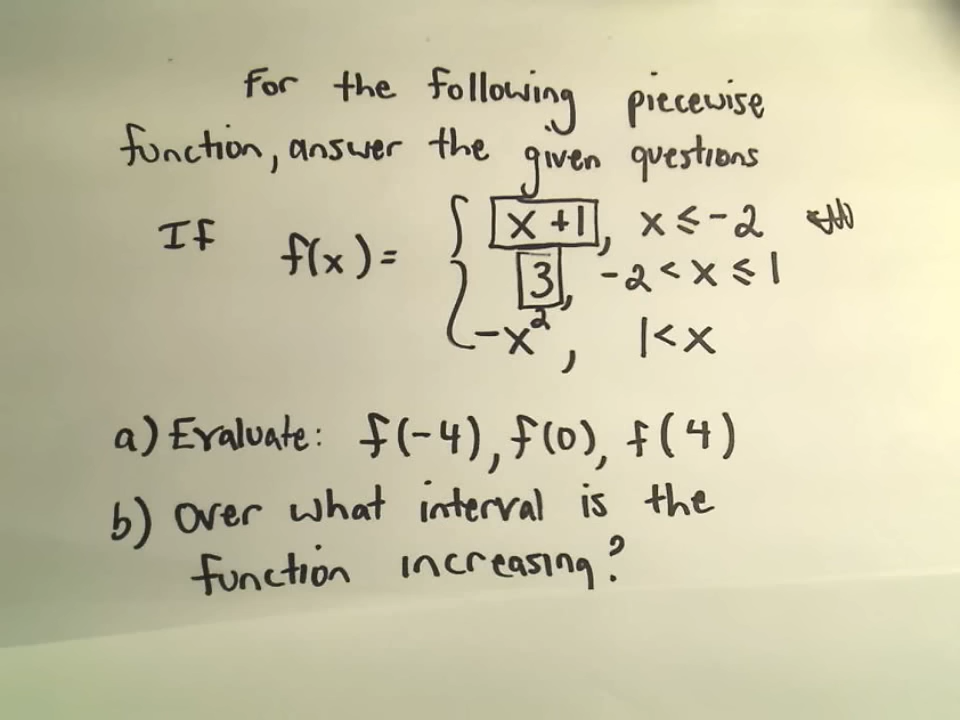 For the following piecewise
function, answer the given questions
If f(x) = { x + 1, x ≤ -2
3, -2 < x ≤ 1
-x², 1 < x
a) Evaluate: f(-4), f(0), f(4)
b) Over what interval is the
function increasing?